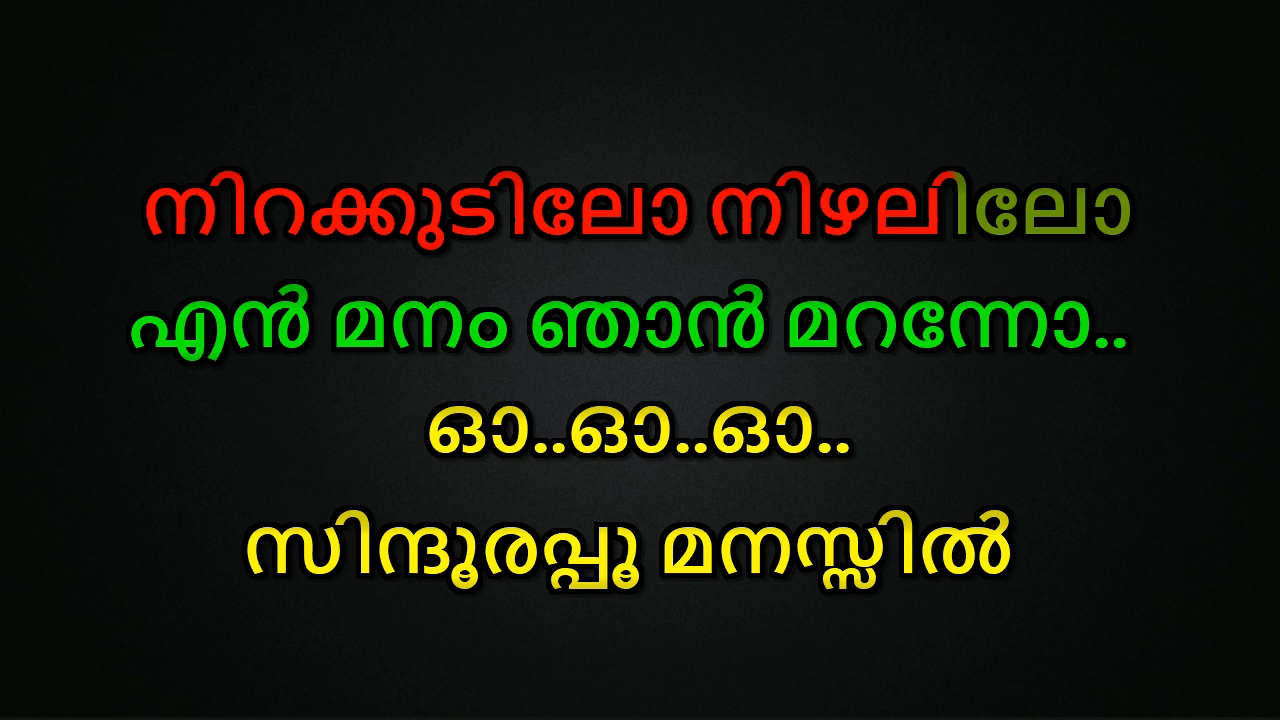 നിറക്കുടിലോ നിഴലിലോ
എൻ മനം ഞാൻ മറന്നോ..
ഓ..ഓ..ഓ..
സിന്ദൂരപ്പൂ മനസ്സിൽ